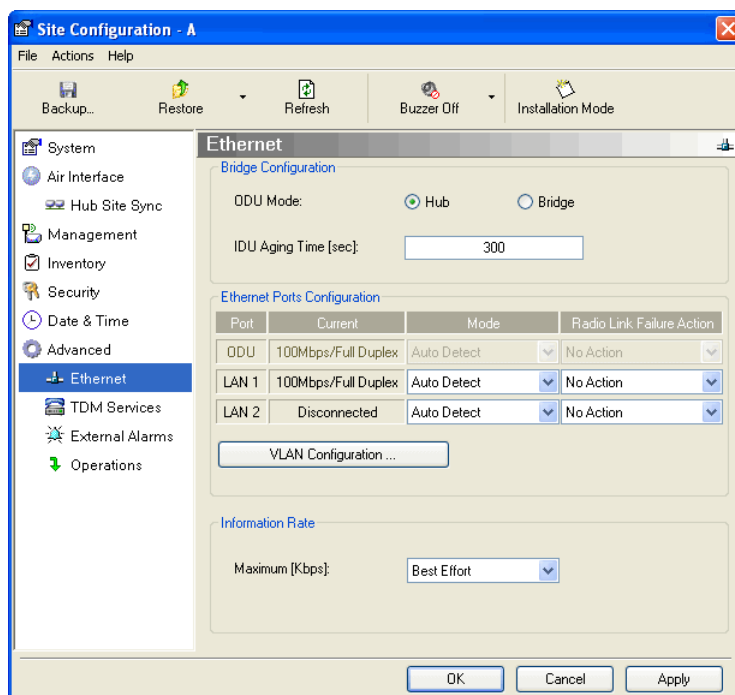 Site Configuration - A
File Actions Help
Backup... Restore Refresh Buzzer Off Installation Mode
System
Air Interface
Hub Site Sync
Management
Inventory
Security
Date & Time
Advanced
Ethernet
TDM Services
External Alarms
Operations
Ethernet
Bridge Configuration
ODU Mode: Hub Bridge
IDU Aging Time [sec]: 300
Ethernet Ports Configuration
Port Current Mode Radio Link Failure Action
ODU 100Mbps/Full Duplex Auto Detect No Action
LAN 1 100Mbps/Full Duplex Auto Detect No Action
LAN 2 Disconnected Auto Detect No Action
VLAN Configuration ...
Information Rate
Maximum [Kbps]: Best Effort
OK Cancel Apply